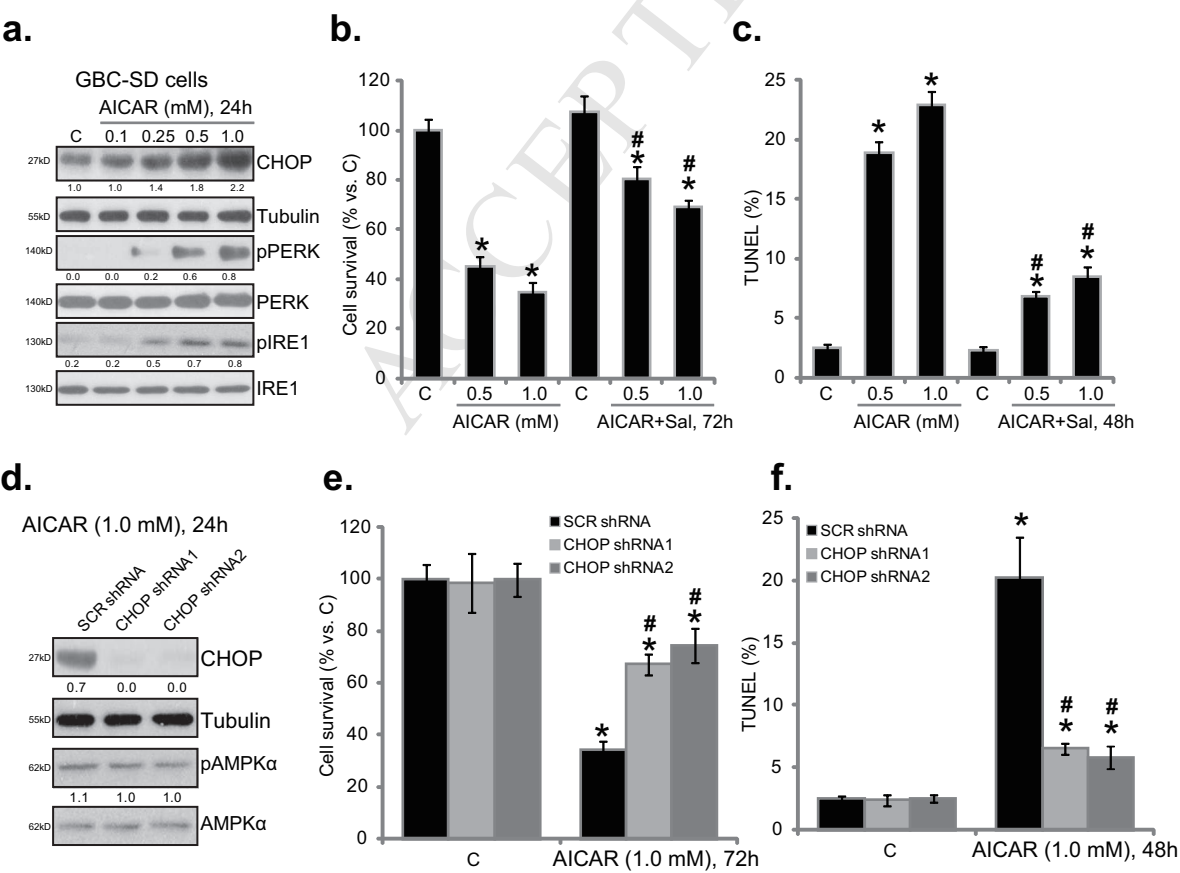 a.
GBC-SD cells
AICAR (mM), 24h
C 0.1 0.25 0.5 1.0
27kD CHOP
1.0 1.0 1.4 1.8 2.2
55kD Tubulin
140kD pPERK
0.0 0.0 0.2 0.6 0.8
140kD PERK
130kD pIRE1
0.2 0.2 0.5 0.7 0.8
130kD IRE1
b.
Cell survival (% vs. C)
120
100
80
60
40
20
0
* * # * # *
C 0.5 1.0 C 0.5 1.0
AICAR (mM) AICAR+Sal, 72h
c.
TUNEL (%)
25
20
15
10
5
0
* * # * # *
C 0.5 1.0 C 0.5 1.0
AICAR (mM) AICAR+Sal, 48h
d.
AICAR (1.0 mM), 24h
SCR shRNA
CHOP shRNA1
CHOP shRNA2
27kD CHOP
0.7 0.0 0.0
55kD Tubulin
62kD pAMPKα
1.1 1.0 1.0
62kD AMPKα
e.
Cell survival (% vs. C)
120
100
80
60
40
20
0
SCR shRNA
CHOP shRNA1
CHOP shRNA2
* # * # *
C AICAR (1.0 mM), 72h
f.
TUNEL (%)
25
20
15
10
5
0
SCR shRNA
CHOP shRNA1
CHOP shRNA2
* # * # *
C AICAR (1.0 mM), 48h
ACCEPT